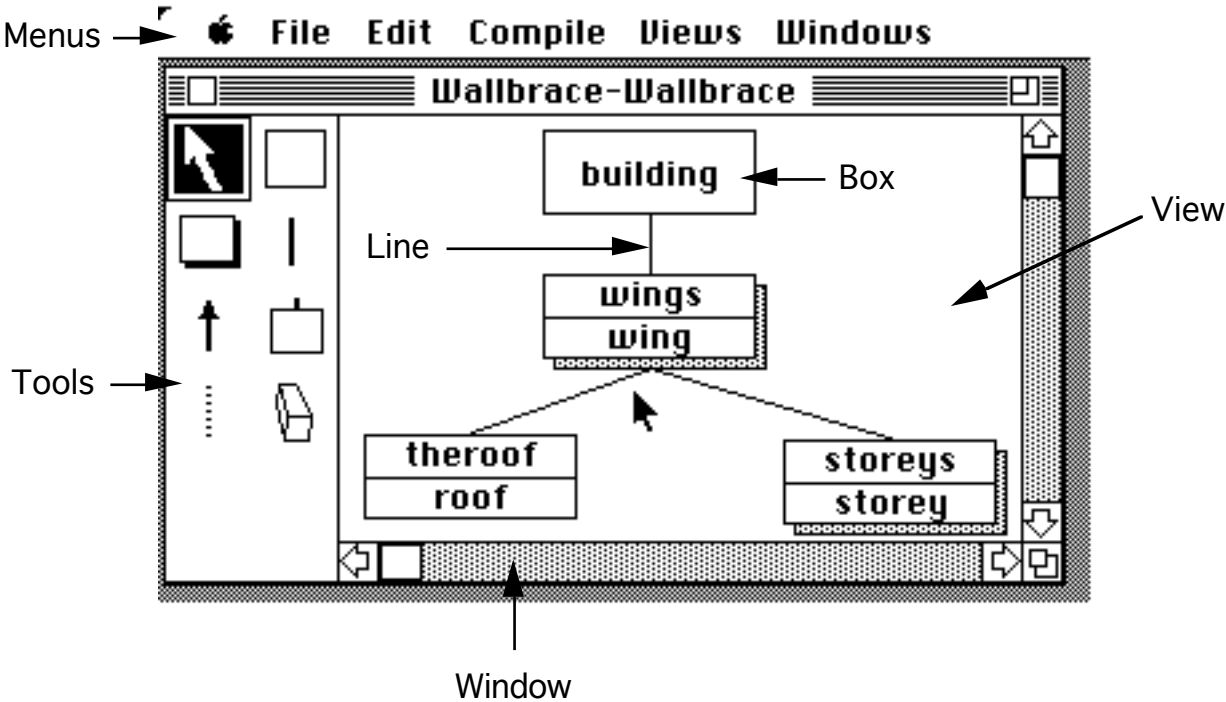 Menus File Edit Compile Views Windows
Wallbrace-Wallbrace
building
Box
View
Line
wings
wing
Tools
theroof
roof
storeys
storey
Window